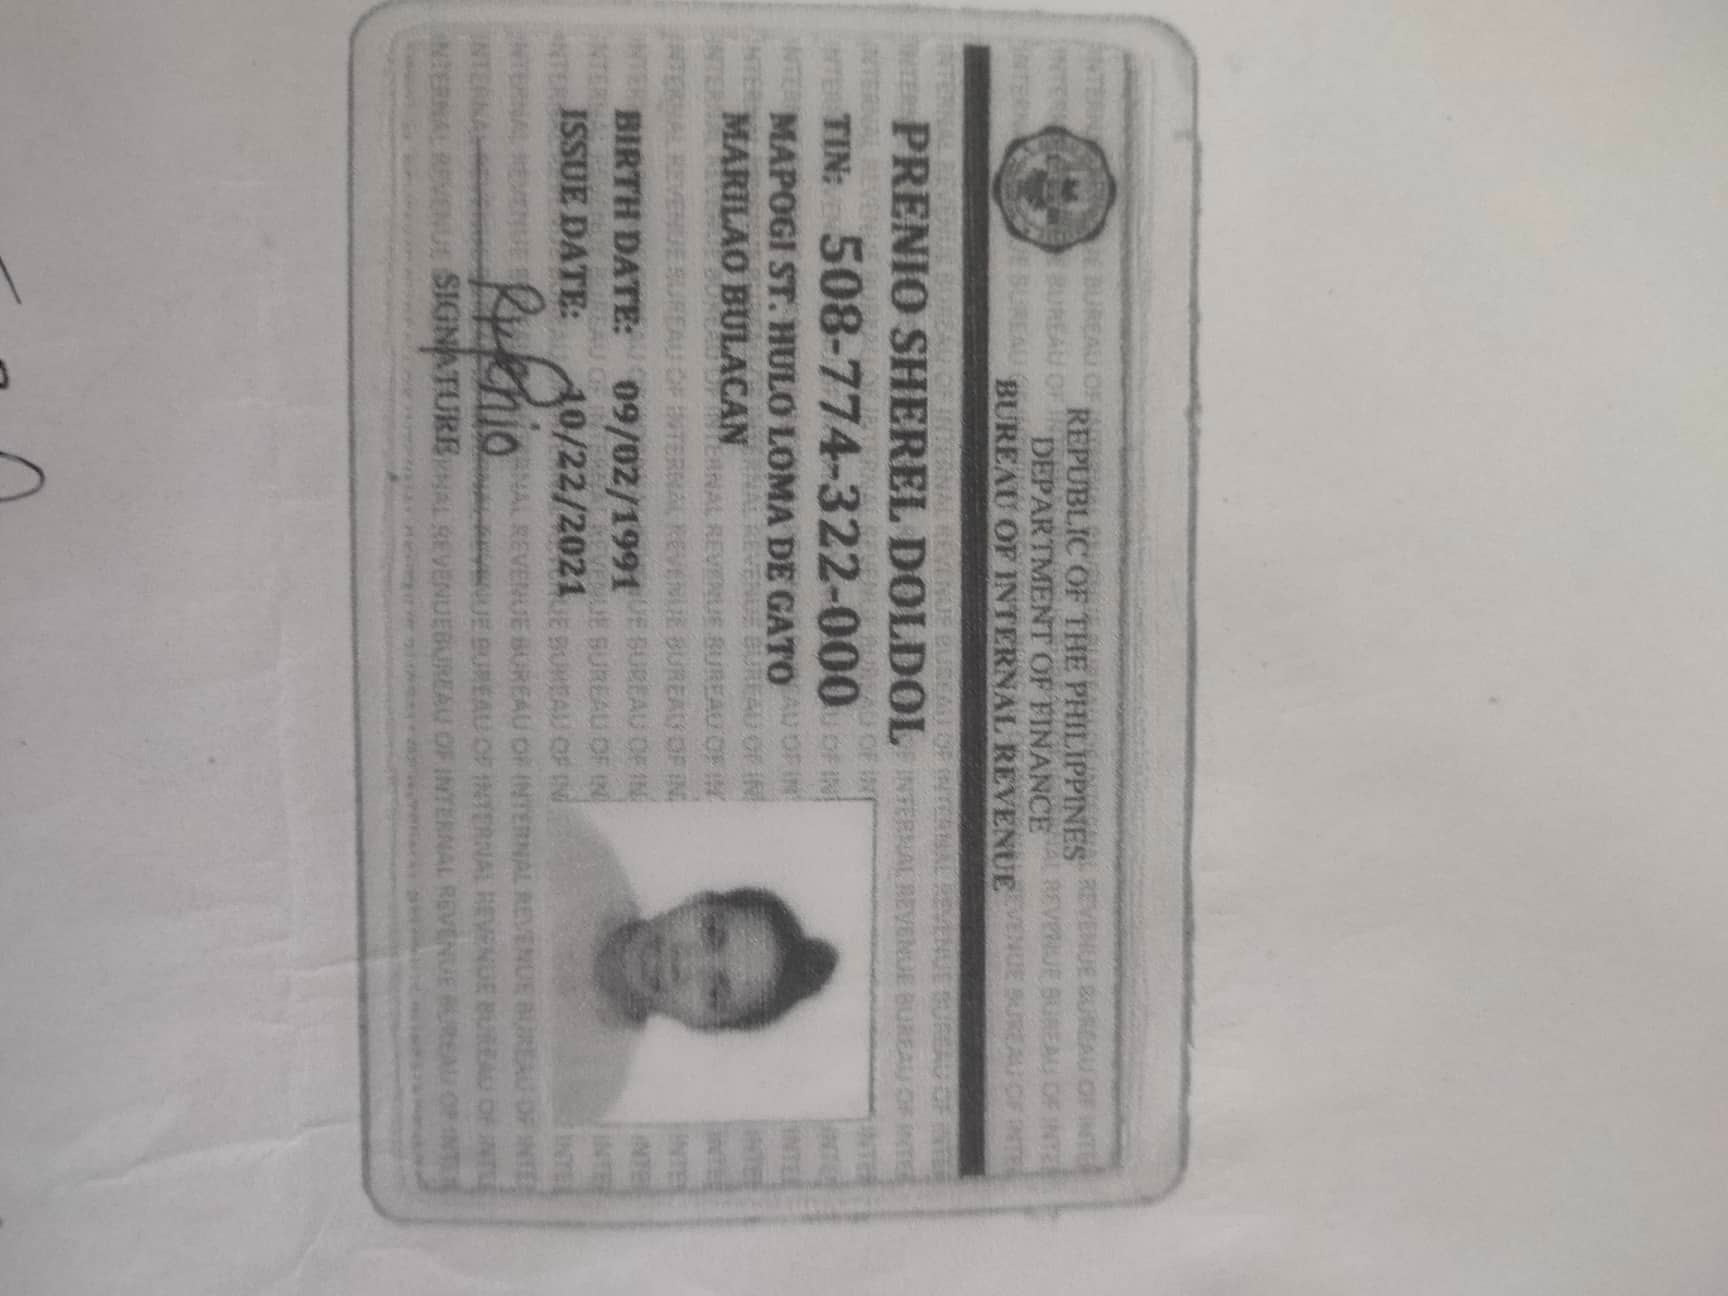 REPUBLIC OF THE PHILIPPINES
DEPARTMENT OF FINANCE
BUREAU OF INTERNAL REVENUE
PRENIO SHEREL DOLDOL
TIN: 508-774-322-000
MAPOGI ST. HULO LOMA DE GATO
MARILAO BULACAN
BIRTH DATE: 09/02/1991
ISSUE DATE: 10/22/2021
SIGNATURE